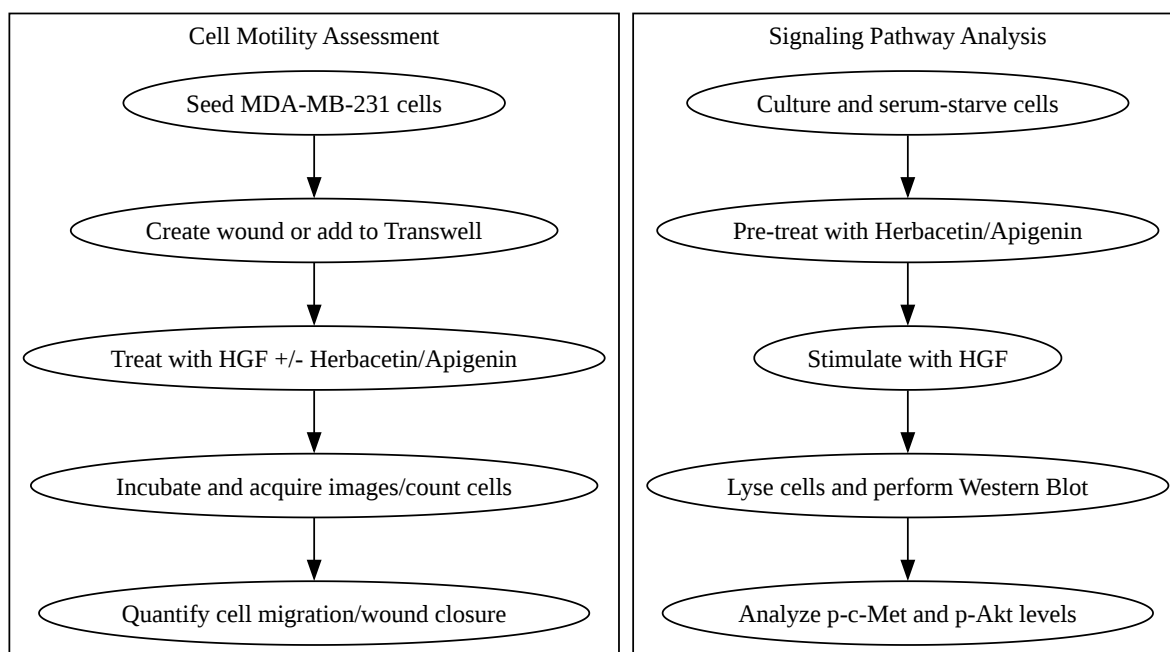 Cell Motility Assessment
Seed MDA-MB-231 cells
Create wound or add to Transwell
Treat with HGF +/- Herbacetin/Apigenin
Incubate and acquire images/count cells
Quantify cell migration/wound closure
Signaling Pathway Analysis
Culture and serum-starve cells
Pre-treat with Herbacetin/Apigenin
Stimulate with HGF
Lyse cells and perform Western Blot
Analyze p-c-Met and p-Akt levels